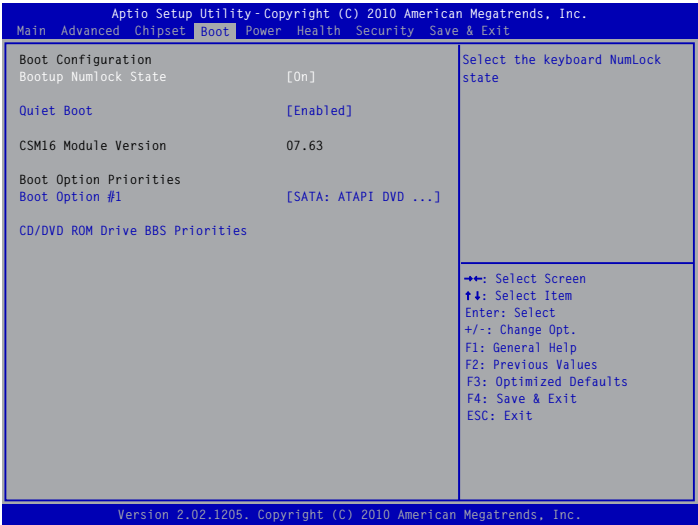 Aptio Setup Utility - Copyright (C) 2010 American Megatrends, Inc.
Main Advanced Chipset Boot Power Health Security Save & Exit
Boot Configuration
Bootup Numlock State [On]
Quiet Boot [Enabled]
CSM16 Module Version 07.63
Boot Option Priorities
Boot Option #1 [SATA: ATAPI DVD ...]
CD/DVD ROM Drive BBS Priorities
Select the keyboard NumLock
state
→←: Select Screen
↑↓: Select Item
Enter: Select
+/-: Change Opt.
F1: General Help
F2: Previous Values
F3: Optimized Defaults
F4: Save & Exit
ESC: Exit
Version 2.02.1205. Copyright (C) 2010 American Megatrends, Inc.